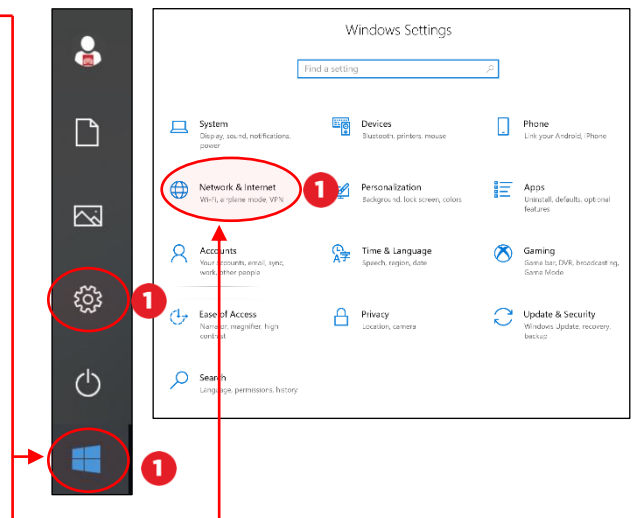 Windows Settings
Find a setting
System
Display, sound, notifications,
power
Devices
Bluetooth, printers, mouse
Phone
Link your Android, iPhone
Network & Internet
Wi-Fi, airplane mode, VPN
1
Personalization
Background, lock screen, colors
Apps
Uninstall, defaults, optional
features
Accounts
Your accounts, email, sync,
work, other people
Time & Language
Speech, region, date
Gaming
Game bar, DVR, broadcasting,
Game Mode
1
Ease of Access
Narrator, magnifier, high
contrast
Privacy
Location, camera
Update & Security
Windows Update, recovery,
backup
Search
Language, permissions, history
1